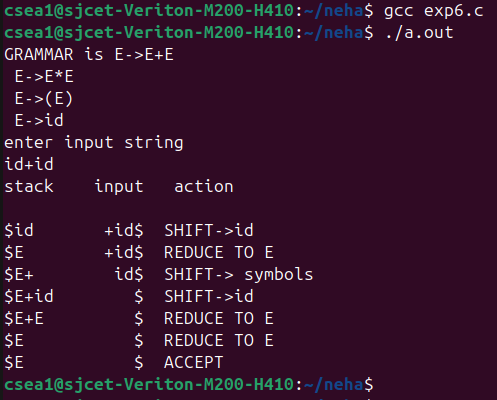 csea1@sjcet-Veriton-M200-H410:~/neha$ gcc exp6.c
csea1@sjcet-Veriton-M200-H410:~/neha$ ./a.out
GRAMMAR is E->E+E
 E->E*E
 E->(E)
 E->id
enter input string
id+id
stack    input   action

$id       +id$  SHIFT->id
$E        +id$  REDUCE TO E
$E+        id$  SHIFT-> symbols
$E+id        $  SHIFT->id
$E+E         $  REDUCE TO E
$E           $  REDUCE TO E
$E           $  ACCEPT
csea1@sjcet-Veriton-M200-H410:~/neha$